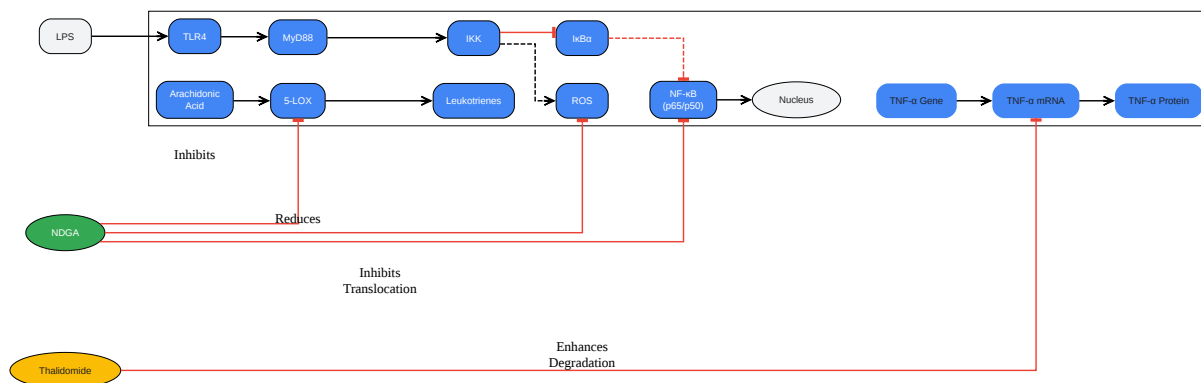 LPS
TLR4
MyD88
IKK
IκBα
Arachidonic
Acid
5-LOX
Leukotrienes
ROS
NF-κB
(p65/p50)
Nucleus
TNF-α Gene
TNF-α mRNA
TNF-α Protein
Inhibits
Reduces
NDGA
Inhibits
Translocation
Enhances
Degradation
Thalidomide